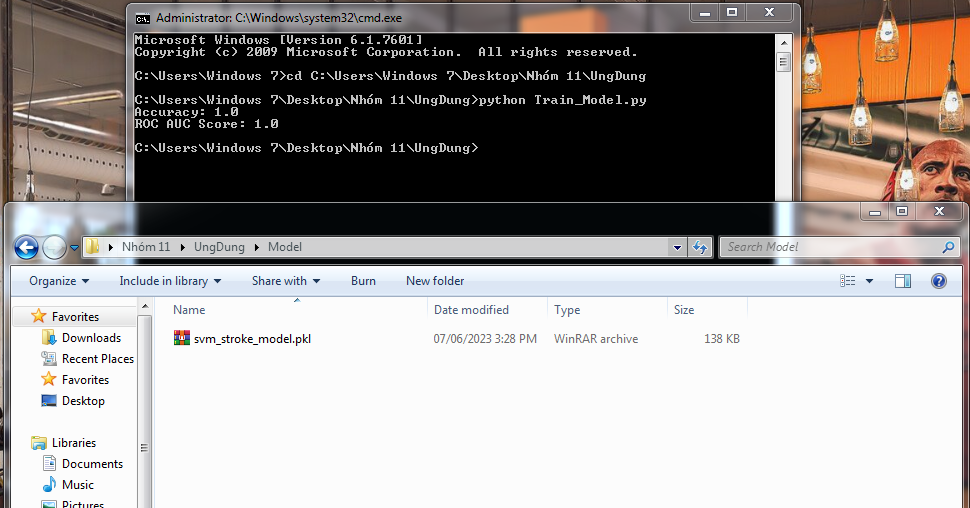 Administrator: C:\Windows\system32\cmd.exe
Microsoft Windows [Version 6.1.7601]
Copyright (c) 2009 Microsoft Corporation.  All rights reserved.
C:\Users\Windows 7>cd C:\Users\Windows 7\Desktop\Nhóm 11\UngDung
C:\Users\Windows 7\Desktop\Nhóm 11\UngDung>python Train_Model.py
Accuracy: 1.0
ROC AUC Score: 1.0
C:\Users\Windows 7\Desktop\Nhóm 11\UngDung>
Nhóm 11 UngDung Model
Search Model
Organize Include in library Share with Burn New folder
Name Date modified Type Size
svm_stroke_model.pkl 07/06/2023 3:28 PM WinRAR archive 138 KB
Favorites
Downloads
Recent Places
Favorites
Desktop
Libraries
Documents
Music
Pictures